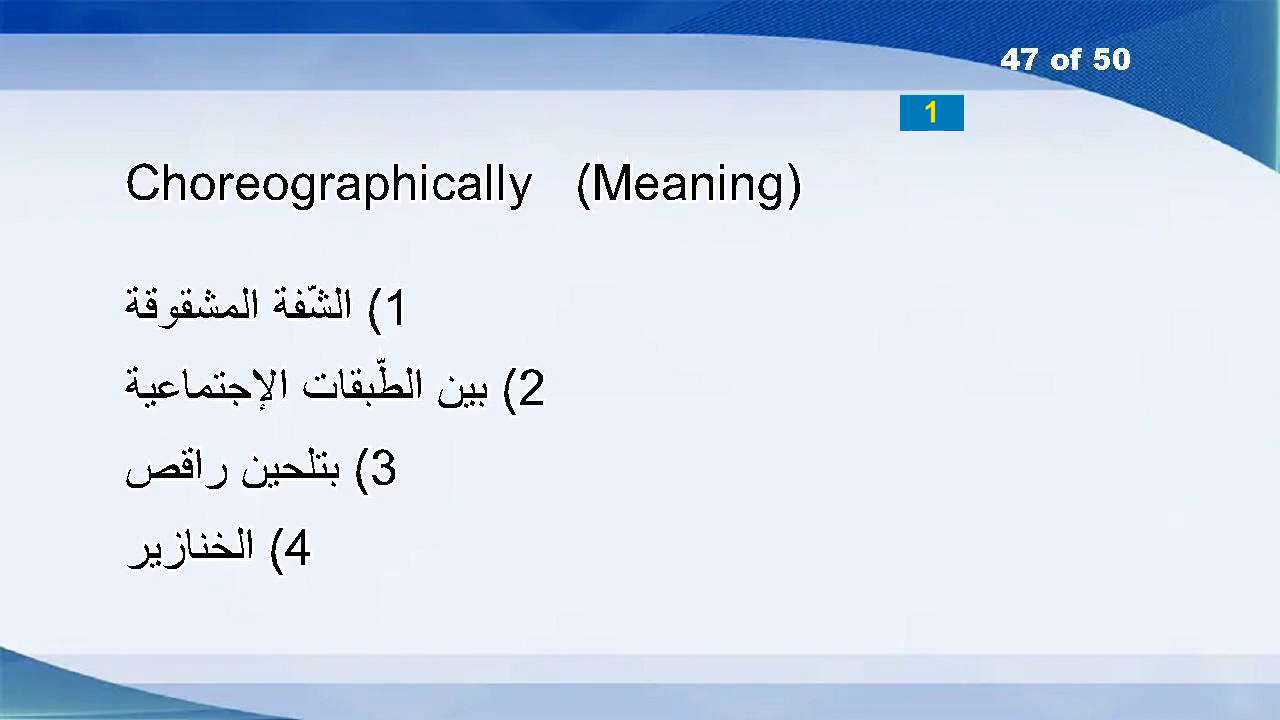 47 of 50
1
Choreographically (Meaning)
1) الشّفة المشقوقة
2) بين الطّبقات الإجتماعية
3) بتلحين راقص
4) الخنازير